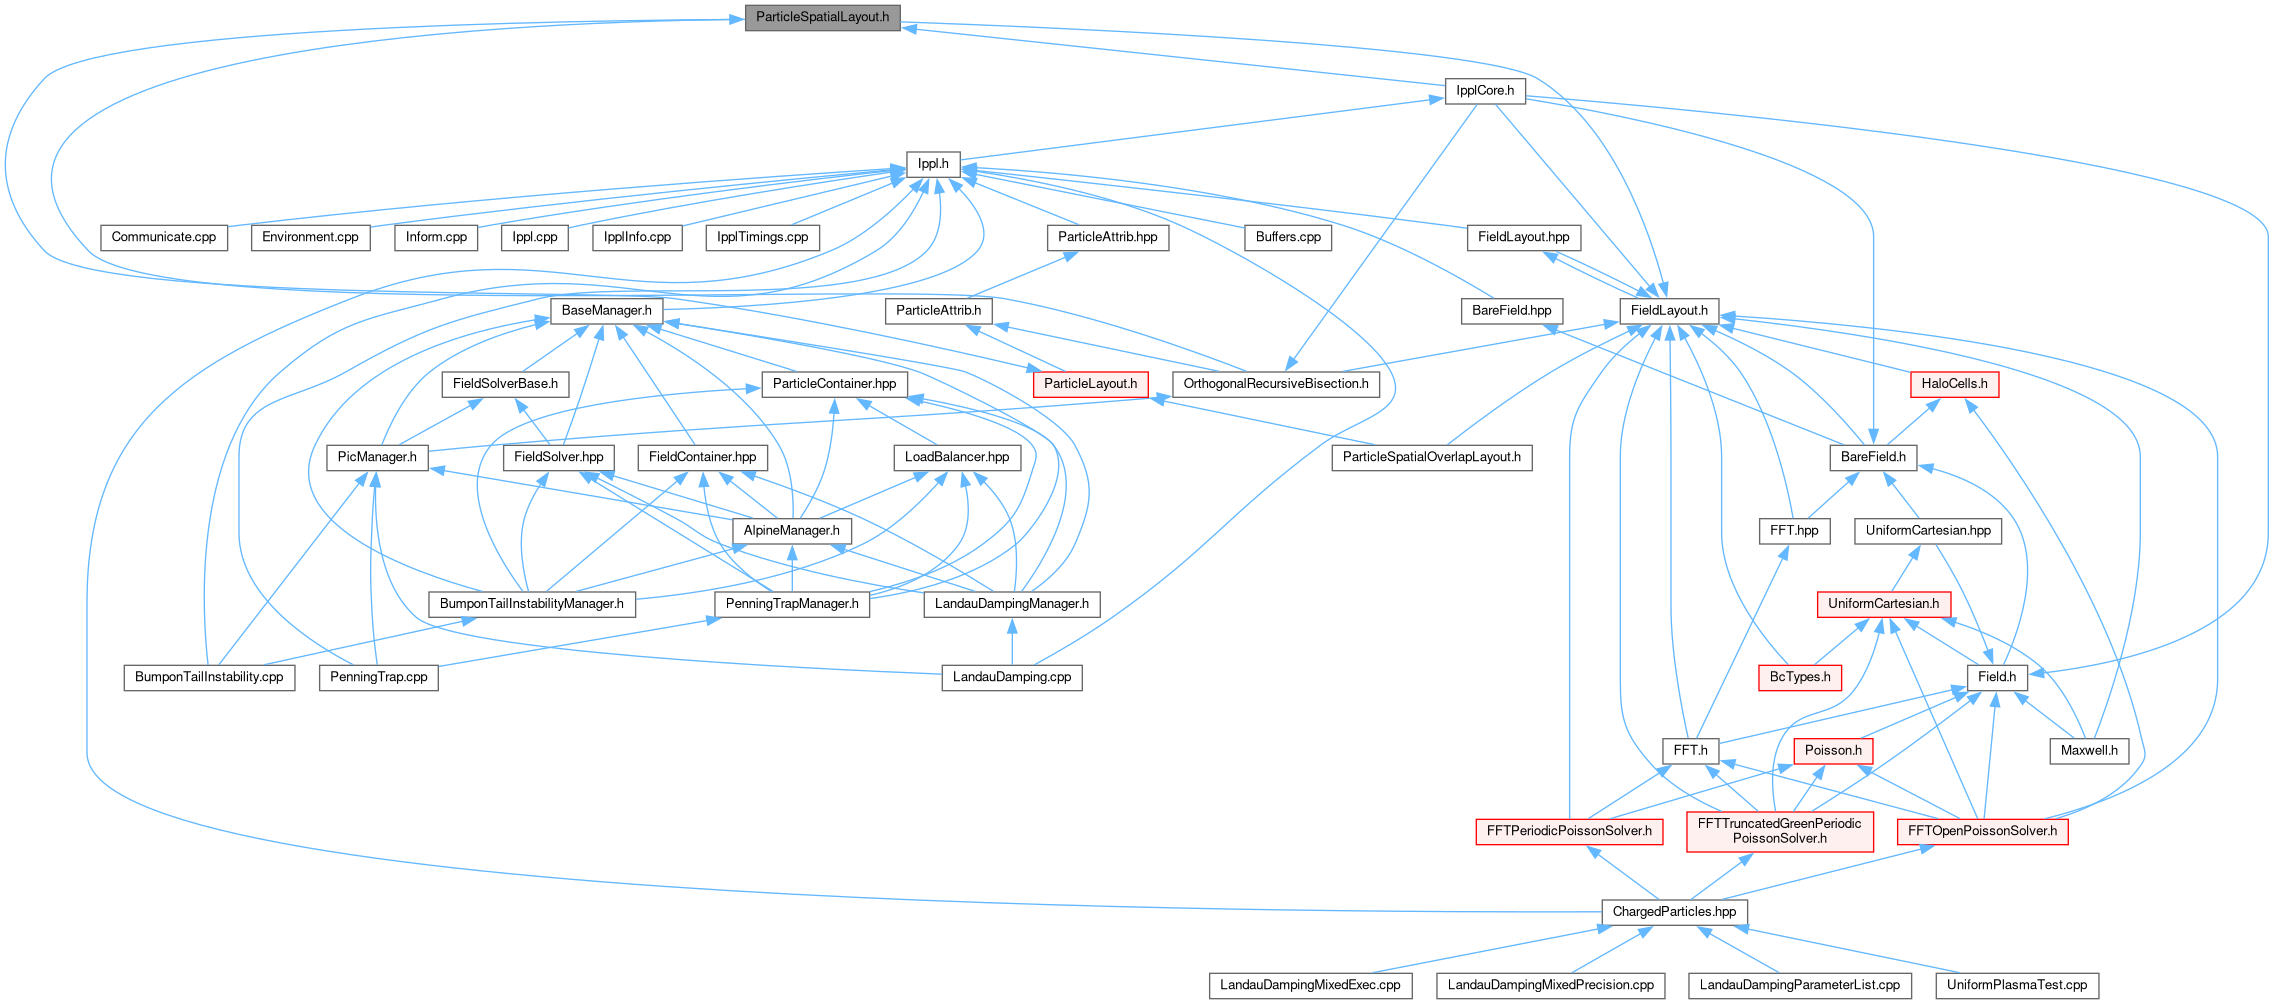 ParticleSpatialLayout.h
IpplCore.h
Ippl.h
Communicate.cpp
Environment.cpp
Inform.cpp
Ippl.cpp
IpplInfo.cpp
IpplTimings.cpp
ParticleAttrib.hpp
Buffers.cpp
FieldLayout.hpp
BaseManager.h
ParticleAttrib.h
BareField.hpp
FieldLayout.h
FieldSolverBase.h
ParticleContainer.hpp
ParticleLayout.h
OrthogonalRecursiveBisection.h
HaloCells.h
PicManager.h
FieldSolver.hpp
FieldContainer.hpp
LoadBalancer.hpp
ParticleSpatialOverlapLayout.h
BareField.h
AlpineManager.h
FFT.hpp
UniformCartesian.hpp
BumponTailInstabilityManager.h
PenningTrapManager.h
LandauDampingManager.h
UniformCartesian.h
BumponTailInstability.cpp
PenningTrap.cpp
LandauDamping.cpp
BcTypes.h
Field.h
FFT.h
Poisson.h
Maxwell.h
FFTPeriodicPoissonSolver.h
FFTTruncatedGreenPeriodic
PoissonSolver.h
FFTOpenPoissonSolver.h
ChargedParticles.hpp
LandauDampingMixedExec.cpp
LandauDampingMixedPrecision.cpp
LandauDampingParameterList.cpp
UniformPlasmaTest.cpp